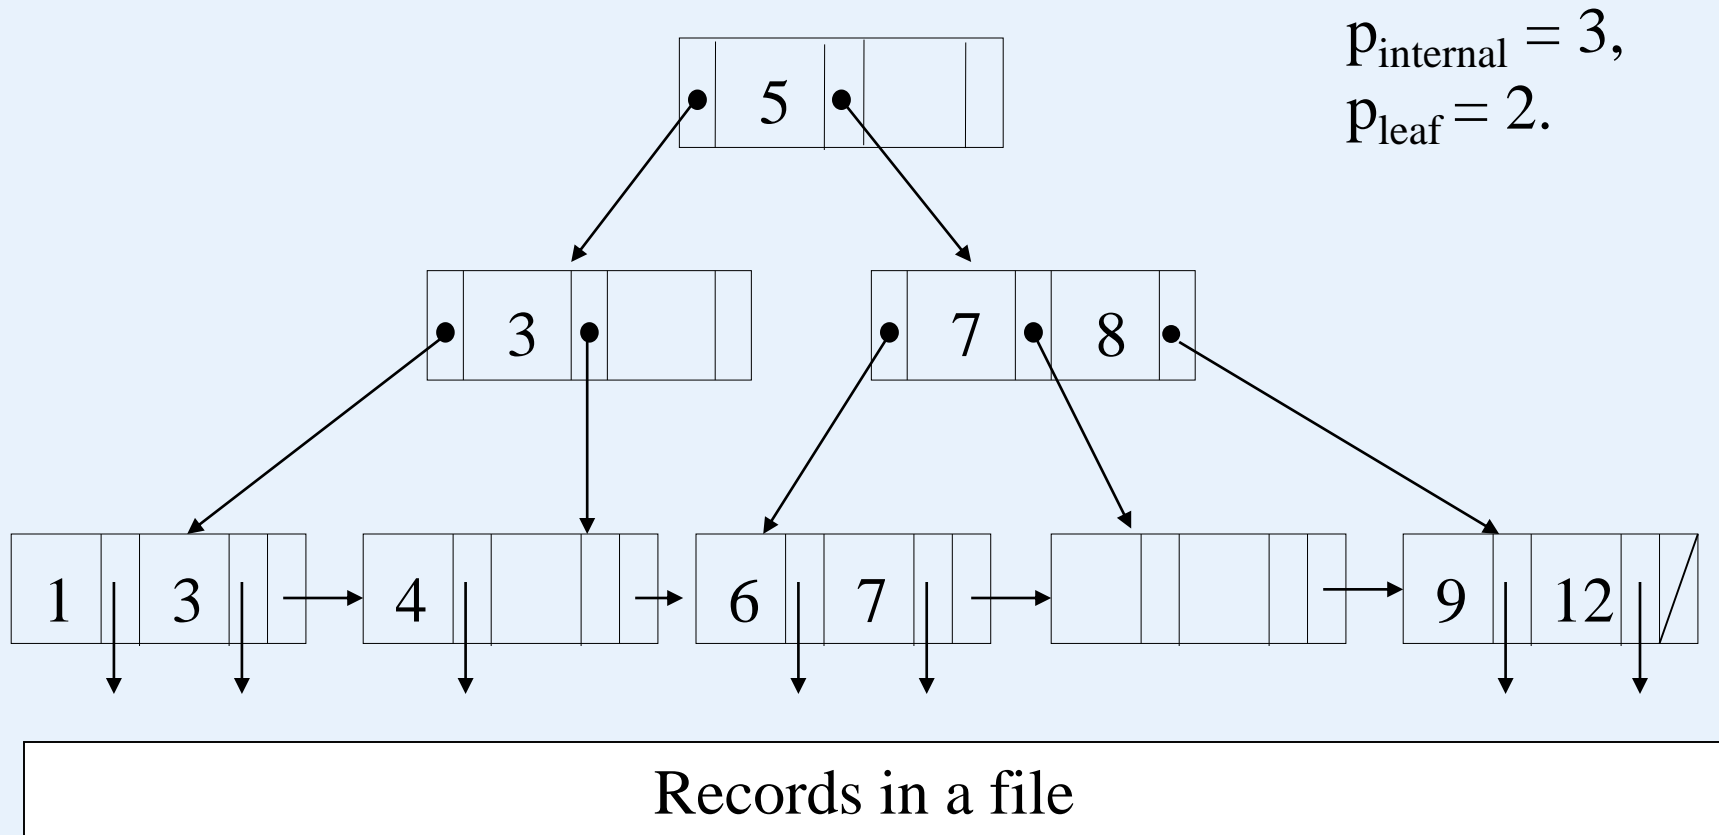 p_internal = 3,
p_leaf = 2.
5
3
7 8
1 3 4 6 7 9 12
Records in a file